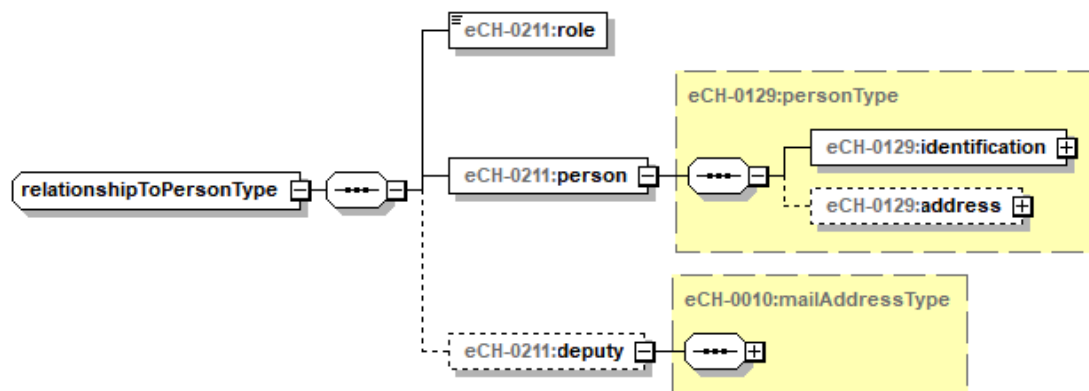 eCH-0211:role
eCH-0129:personType
eCH-0129:identification
relationshipToPersonType
eCH-0211:person
eCH-0129:address
eCH-0010:mailAddressType
eCH-0211:deputy